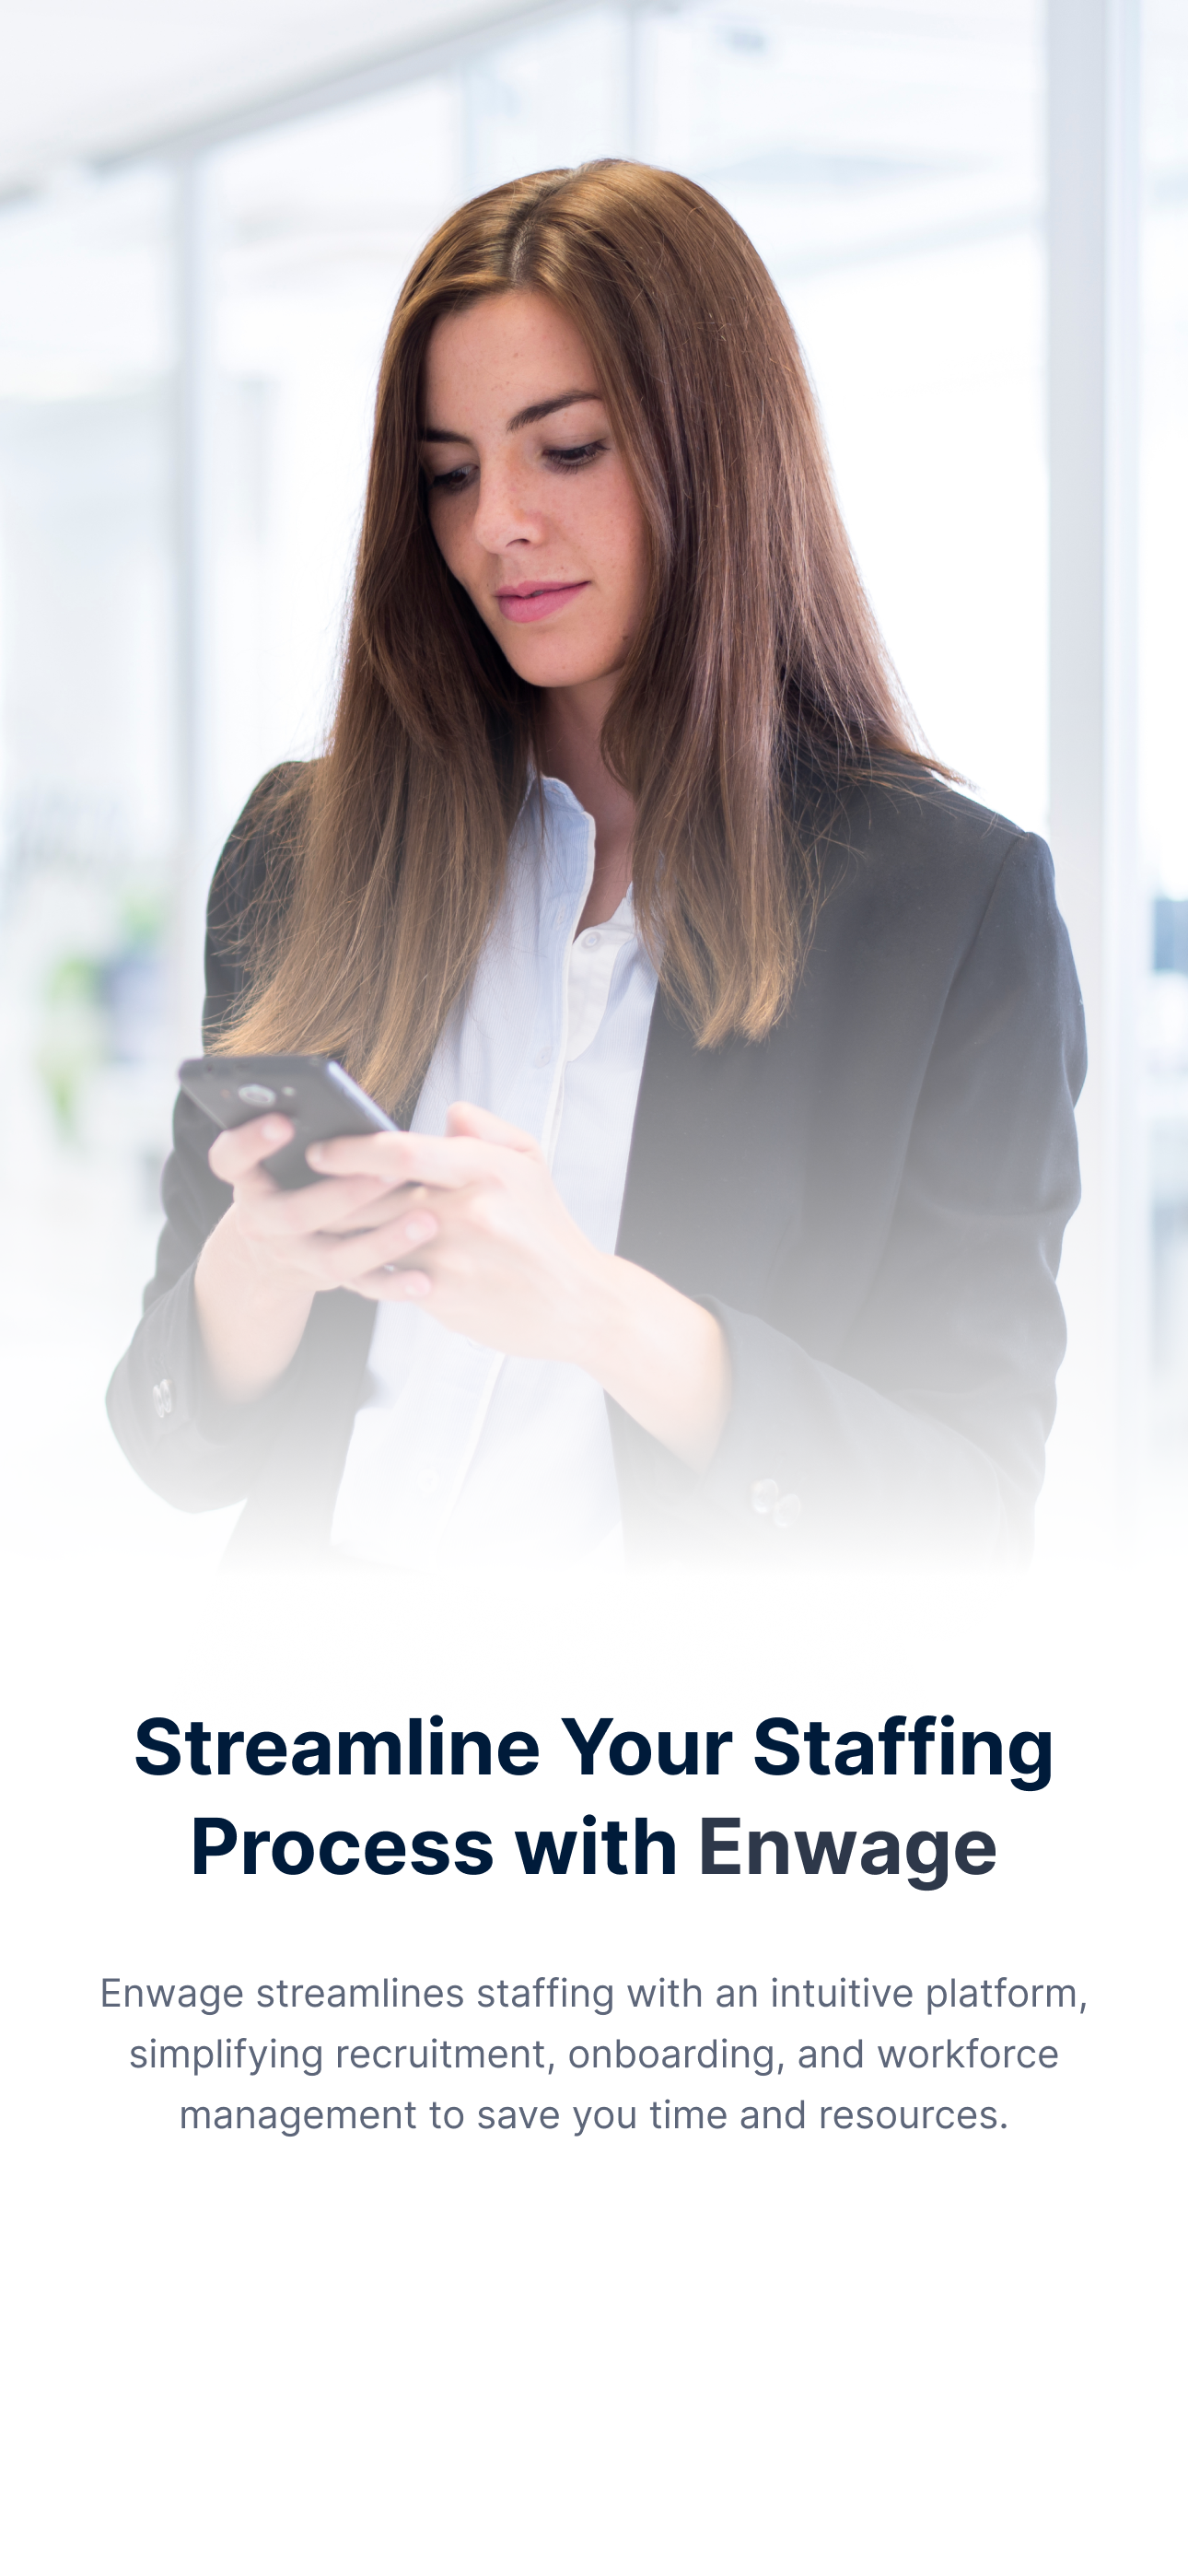 Streamline Your Staffing
Process with Enwage
Enwage streamlines staffing with an intuitive platform,
simplifying recruitment, onboarding, and workforce
management to save you time and resources.